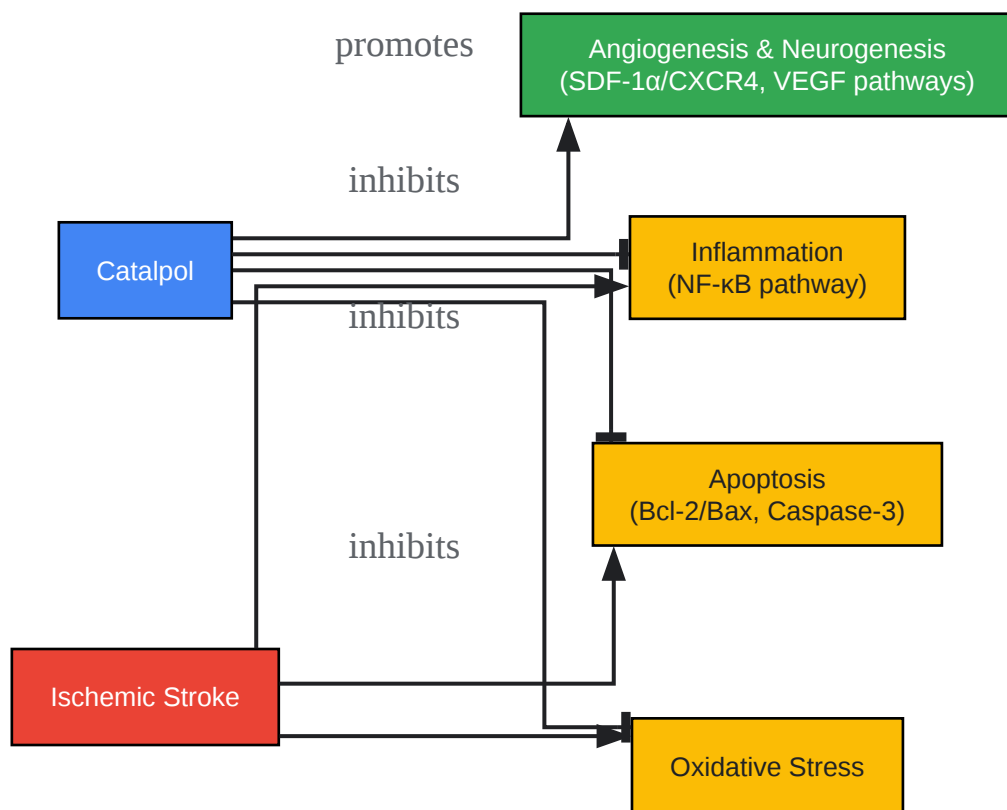 promotes
Angiogenesis & Neurogenesis
(SDF-1α/CXCR4, VEGF pathways)
inhibits
Catalpol
Inflammation
(NF-κB pathway)
inhibits
Apoptosis
(Bcl-2/Bax, Caspase-3)
inhibits
Ischemic Stroke
Oxidative Stress